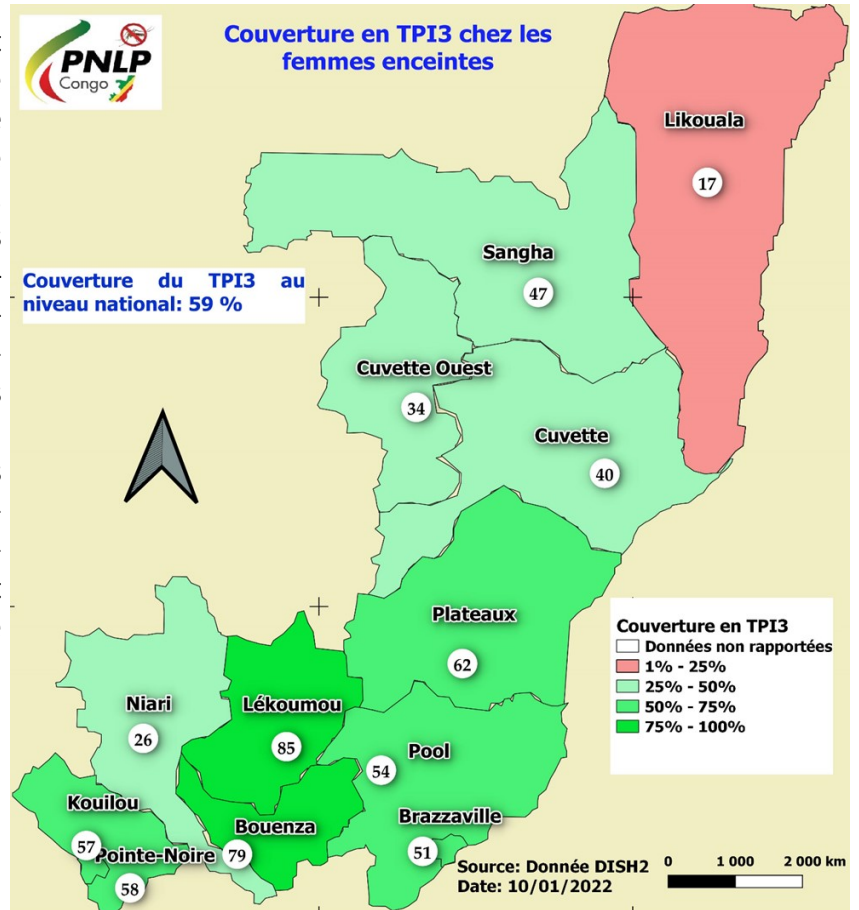 PNLP
Congo
Couverture en TPI3 chez les
femmes enceintes
Likouala
17
Sangha
47
Couverture du TPI3 au
niveau national: 59 %
Cuvette Ouest
34
Cuvette
40
Plateaux
62
Couverture en TPI3
Données non rapportées
1% - 25%
25% - 50%
50% - 75%
75% - 100%
Niari
26
Lékoumou
85
Pool
54
Kouilou
57
Bouenza
79
Brazzaville
51
Pointe-Noire
58
Source: Donnée DISH2
Date: 10/01/2022
0 1 000 2 000 km